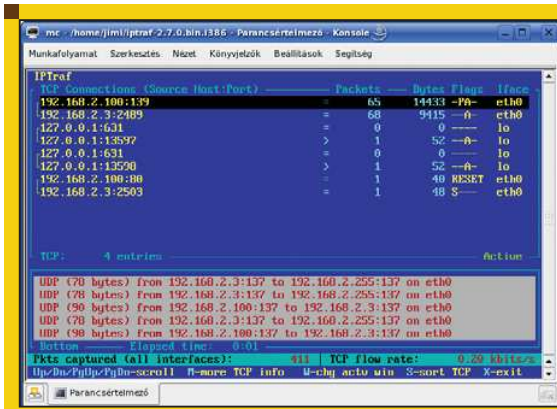 mc - /home/jimi/iptraf-2.7.0.bin.i386 - Parancsértelmező - Konsole
Munkafolyamat Szerkesztés Nézet Könyvjelzők Beállítások Segítség
IPTraf
TCP Connections (Source Host:Port) Packets Bytes Flags Iface
192.168.2.100:139 = 65 14433 -PA- eth0
192.168.2.3:2489 = 68 9415 --A- eth0
127.0.0.1:631 = 0 0 ---- lo
127.0.0.1:13597 > 1 52 --A- lo
127.0.0.1:631 = 0 0 ---- lo
127.0.0.1:13598 > 1 52 --A- lo
192.168.2.100:80 = 1 40 RESET eth0
192.168.2.3:2503 = 1 48 S--- eth0
TCP: 4 entries Active
UDP (78 bytes) from 192.168.2.3:137 to 192.168.2.255:137 on eth0
UDP (78 bytes) from 192.168.2.3:137 to 192.168.2.255:137 on eth0
UDP (90 bytes) from 192.168.2.100:137 to 192.168.2.3:137 on eth0
UDP (78 bytes) from 192.168.2.3:137 to 192.168.2.255:137 on eth0
UDP (90 bytes) from 192.168.2.100:137 to 192.168.2.3:137 on eth0
Bottom Elapsed time: 0:01
Pkts captured (all interfaces): 411 TCP flow rate: 0.20 kbits/s
Up/Dn/PgUp/PgDn-scroll M-more TCP info W-chg actv win S-sort TCP X-exit
Parancsértelmező